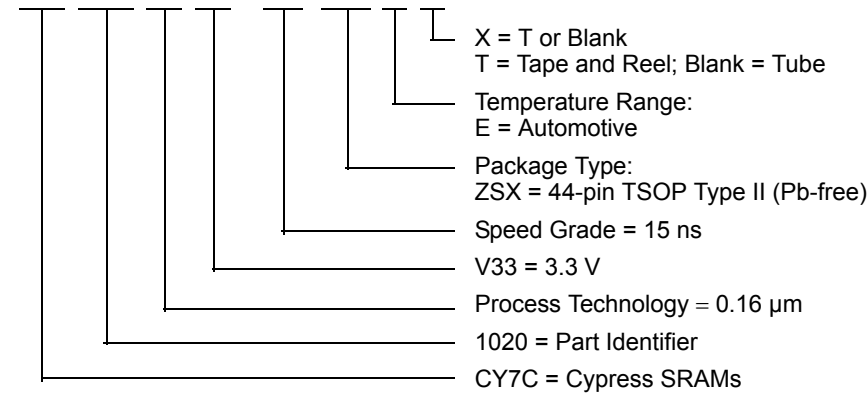 X = T or Blank
T = Tape and Reel; Blank = Tube
Temperature Range:
E = Automotive
Package Type:
ZSX = 44-pin TSOP Type II (Pb-free)
Speed Grade = 15 ns
V33 = 3.3 V
Process Technology = 0.16 µm
1020 = Part Identifier
CY7C = Cypress SRAMs